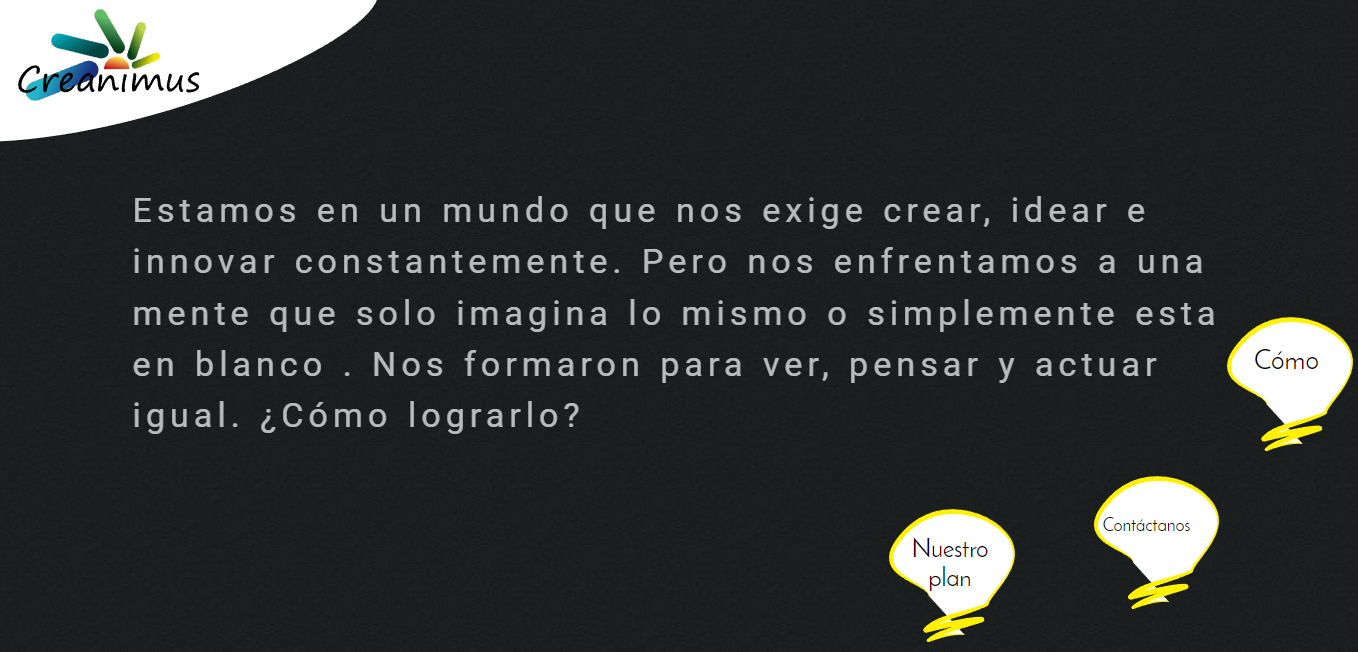 Creanimus
Estamos en un mundo que nos exige crear, idear e
innovar constantemente. Pero nos enfrentamos a una
mente que solo imagina lo mismo o simplemente esta
en blanco . Nos formaron para ver, pensar y actuar
igual. ¿Cómo lograrlo?
Cómo
Contáctanos
Nuestro
plan